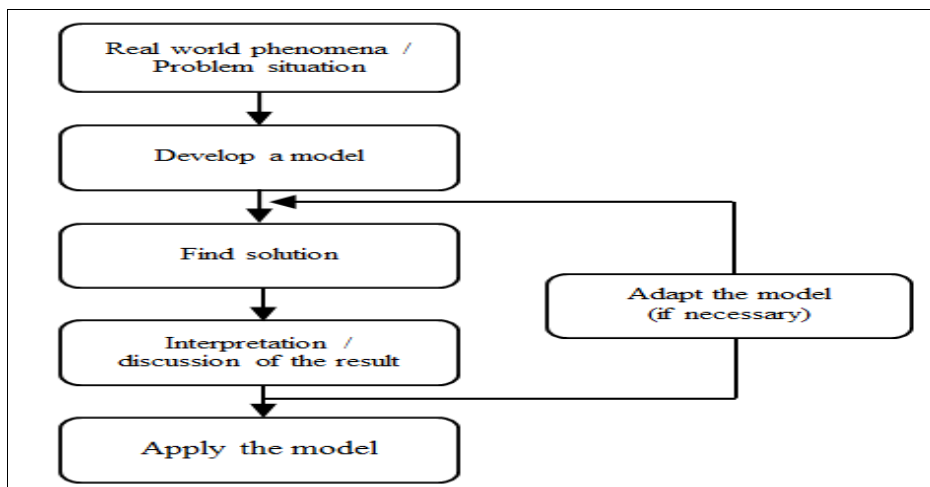 Real world phenomena /
Problem situation
Develop a model
Find solution
Adapt the model
(if necessary)
Interpretation /
discussion of the result
Apply the model